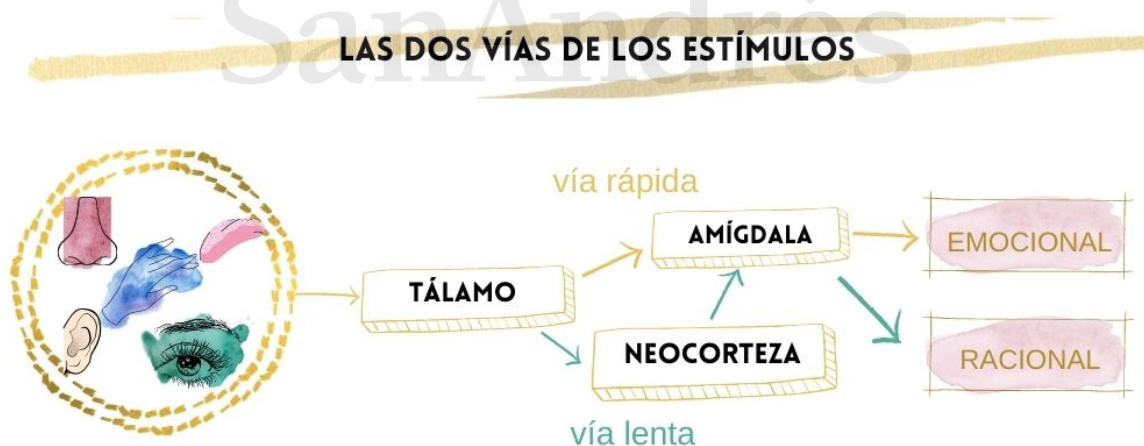 SanAndrés
LAS DOS VÍAS DE LOS ESTÍMULOS
vía rápida
AMÍGDALA
EMOCIONAL
TÁLAMO
NEOCORTEZA
RACIONAL
vía lenta